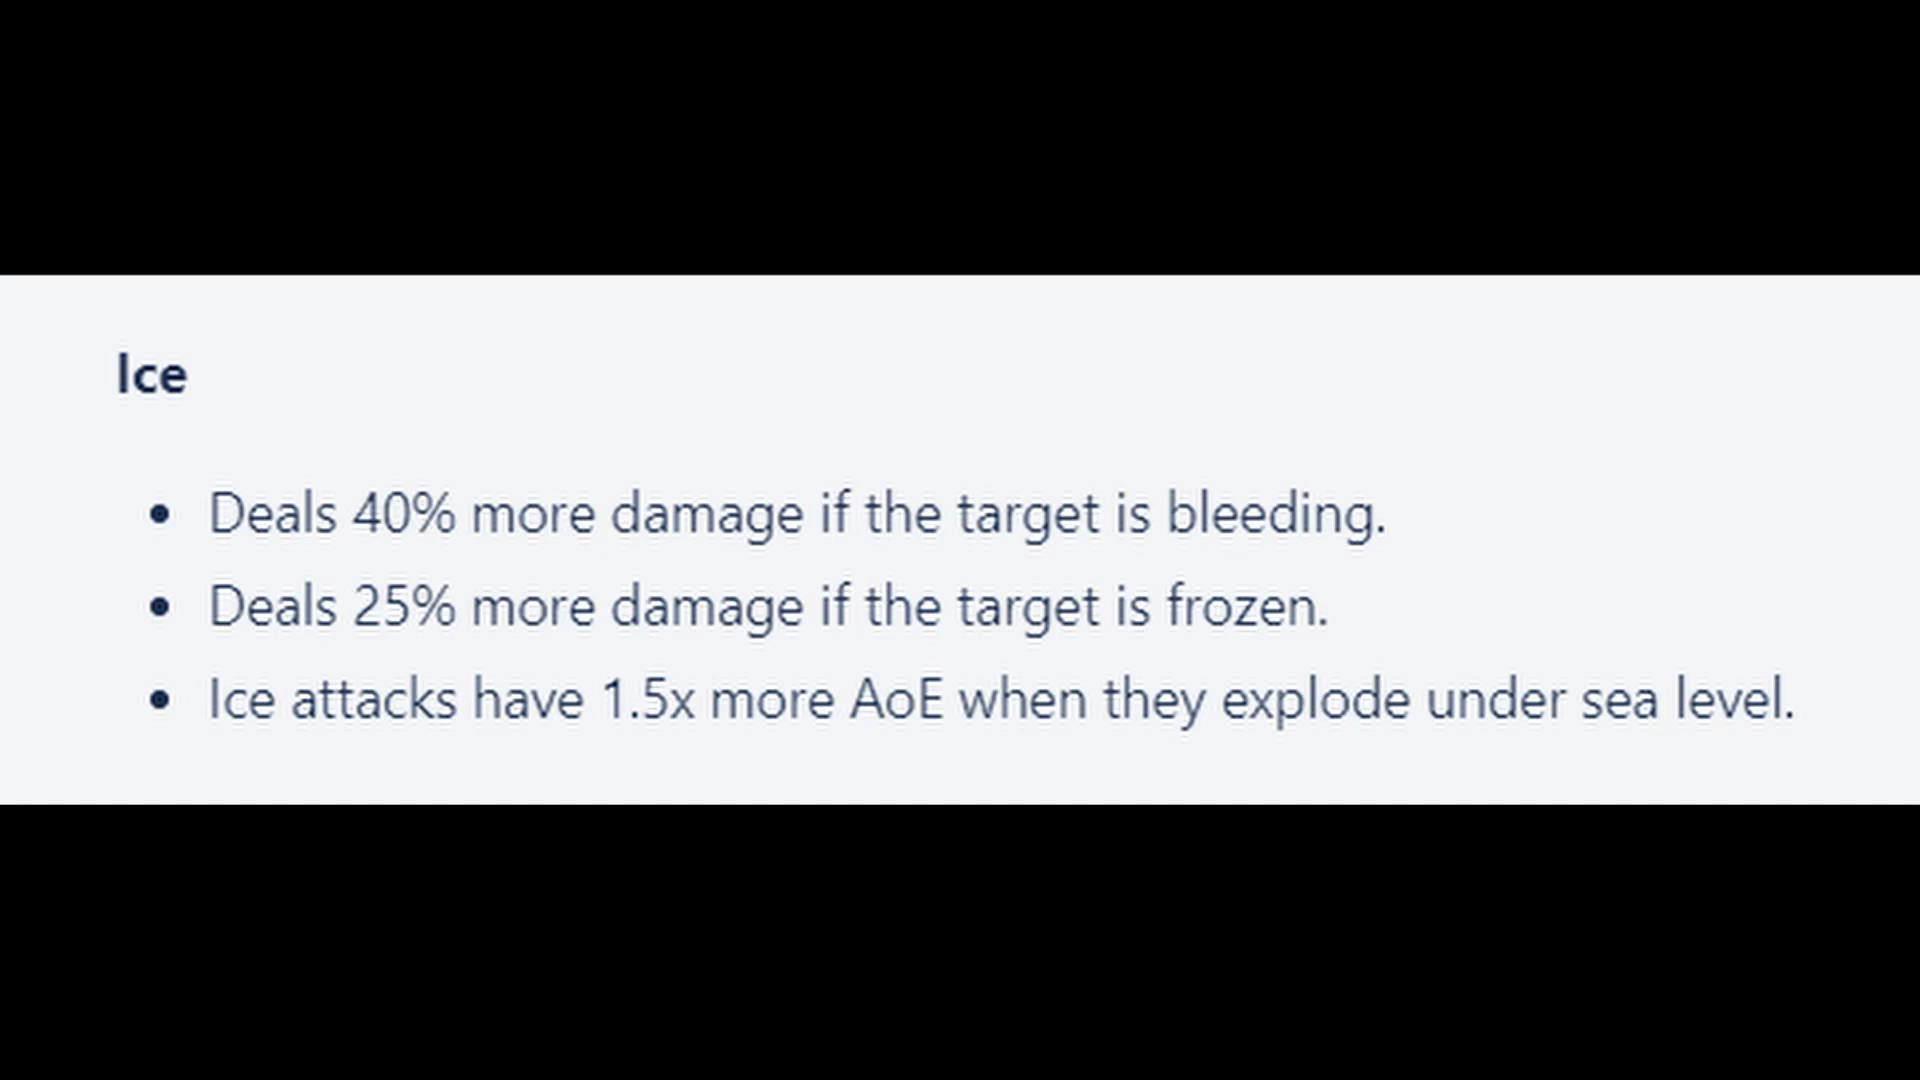 Ice
• Deals 40% more damage if the target is bleeding.
• Deals 25% more damage if the target is frozen.
• Ice attacks have 1.5x more AoE when they explode under sea level.